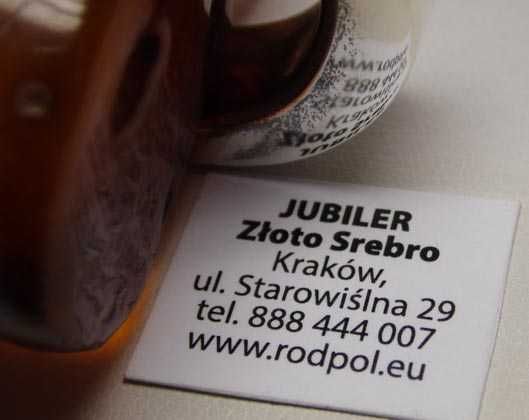 JUBILER
Złoto Srebro
Kraków,
ul. Starowiślna 29
tel. 888 444 007
www.rodpol.eu